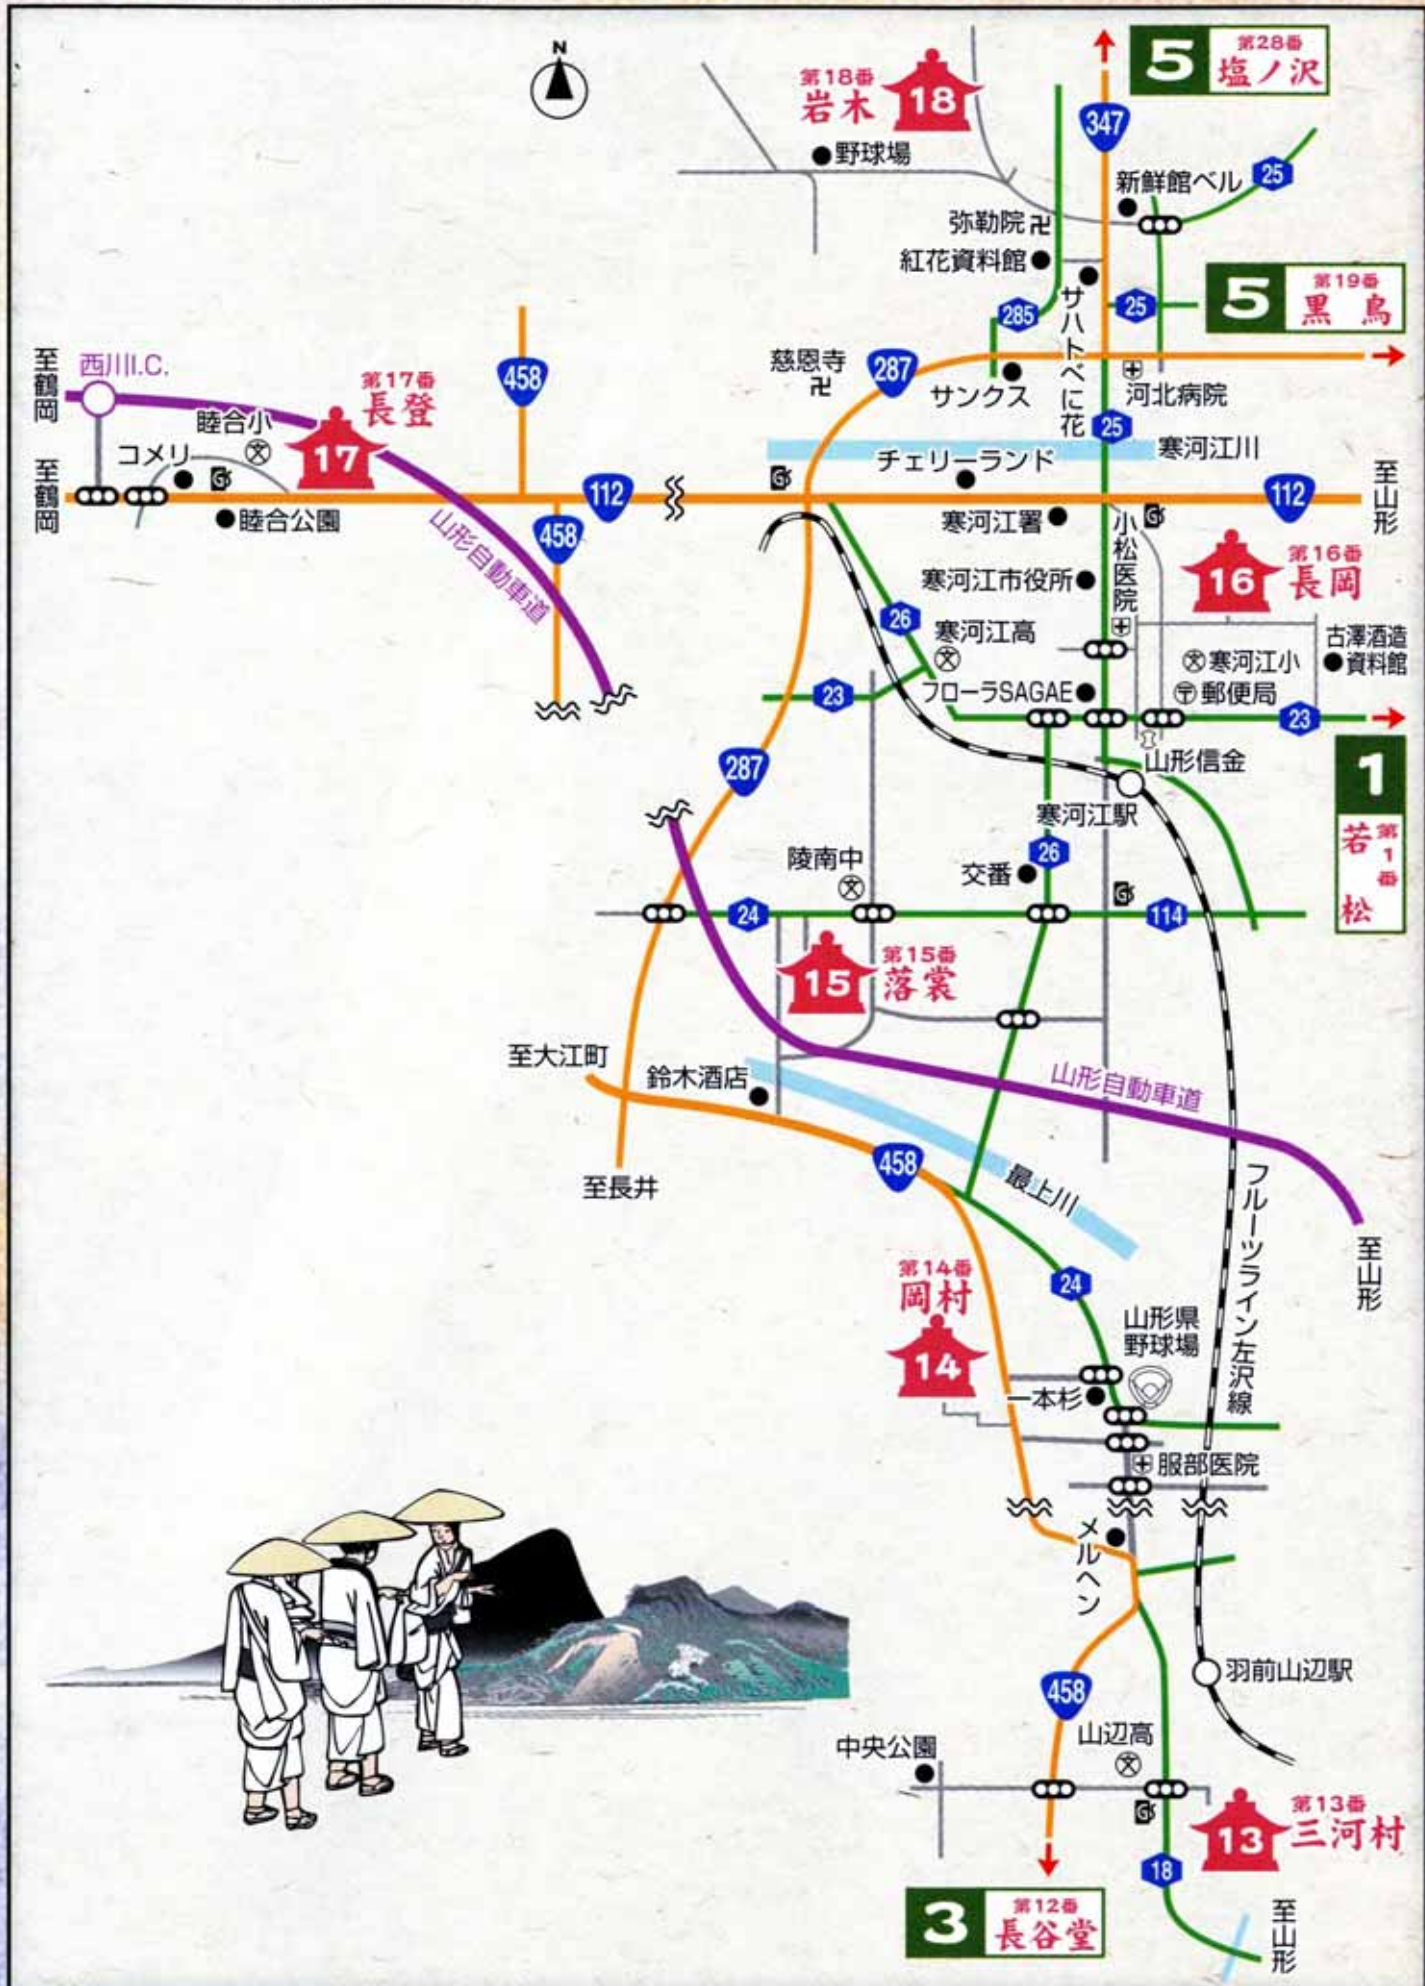 N
5
第28番
塩ノ沢
第18番
岩木
18
347
野球場
新鮮館ベル
25
弥勒院
紅花資料館
サハトべに花
285
25
5
第19番
黒鳥
至鶴岡
西川I.C.
458
慈恩寺
287
サンクス
河北病院
第17番
長登
17
睦合小
コメリ
25
寒河江川
チェリーランド
至鶴岡
112
112
至山形
睦合公園
458
山形自動車道
寒河江署
小松医院
寒河江市役所
16
第16番
長岡
26
寒河江高
寒河江小
古澤酒造
資料館
23
フローラSAGAE
郵便局
23
287
山形信金
寒河江駅
1
第1番
若松
陵南中
交番
26
24
114
15
第15番
落裳
至大江町
鈴木酒店
山形自動車道
458
最上川
至長井
フルーツライン左沢線
至山形
第14番
岡村
14
24
山形県
野球場
一本杉
服部医院
メルヘン
458
羽前山辺駅
中央公園
山辺高
13
第13番
三河村
18
3
第12番
長谷堂
至山形